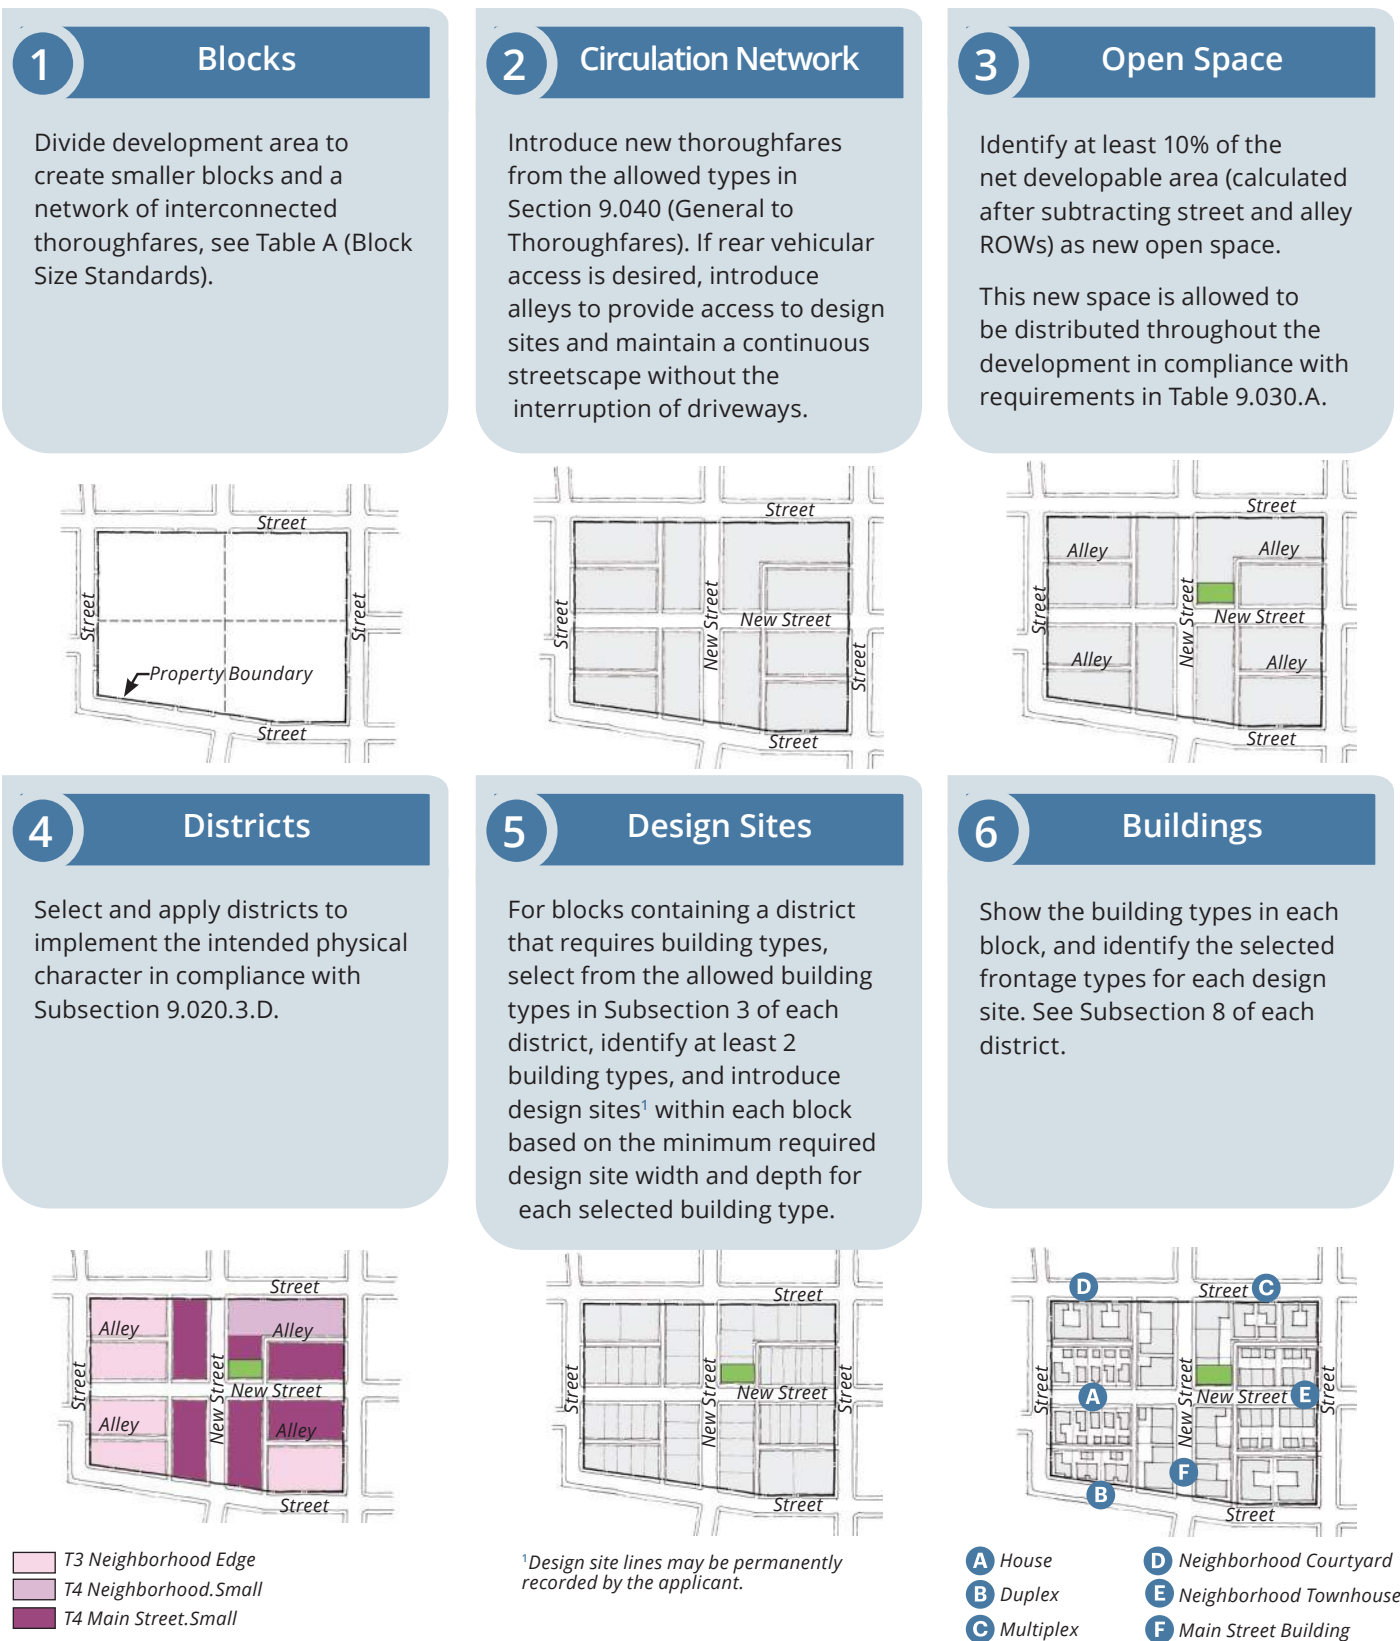 1
Blocks
Divide development area to
create smaller blocks and a
network of interconnected
thoroughfares, see Table A (Block
Size Standards).
2
Circulation Network
Introduce new thoroughfares
from the allowed types in
Section 9.040 (General to
Thoroughfares). If rear vehicular
access is desired, introduce
alleys to provide access to design
sites and maintain a continuous
streetscape without the
interruption of driveways.
3
Open Space
Identify at least 10% of the
net developable area (calculated
after subtracting street and alley
ROWs) as new open space.
This new space is allowed to
be distributed throughout the
development in compliance with
requirements in Table 9.030.A.
Street
Street
Street
Property Boundary
Street
Street
Street
New Street
New Street
Street
Street
Street
Alley
Alley
Street
New Street
New Street
Alley
Alley
Street
4
Districts
Select and apply districts to
implement the intended physical
character in compliance with
Subsection 9.020.3.D.
5
Design Sites
For blocks containing a district
that requires building types,
select from the allowed building
types in Subsection 3 of each
district, identify at least 2
building types, and introduce
design sites¹ within each block
based on the minimum required
design site width and depth for
each selected building type.
6
Buildings
Show the building types in each
block, and identify the selected
frontage types for each design
site. See Subsection 8 of each
district.
Street
Alley
Alley
Street
New Street
New Street
Street
Alley
Alley
Street
T3 Neighborhood Edge
T4 Neighborhood.Small
T4 Main Street.Small
Street
Street
New Street
New Street
Street
Street
¹Design site lines may be permanently
recorded by the applicant.
D
Street
C
Street
A
New Street
New Street
E
Street
F
B
Street
A House
B Duplex
C Multiplex
D Neighborhood Courtyard
E Neighborhood Townhouse
F Main Street Building